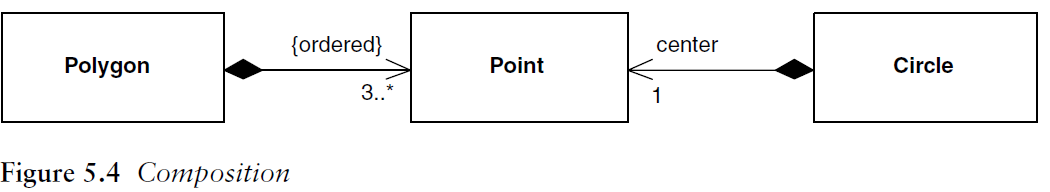 {ordered} center
Polygon Point Circle
3..* 1
Figure 5.4 Composition